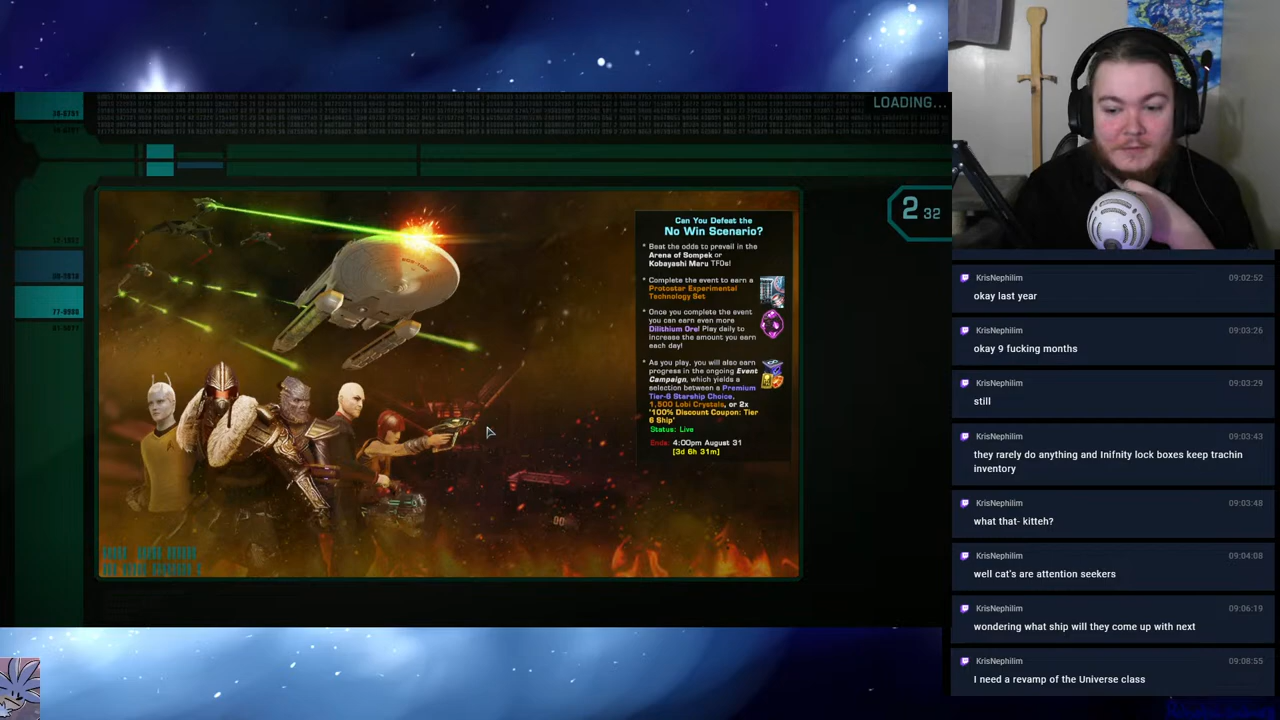 LOADING...
2 32
Can You Defeat the
No Win Scenario?
* Beat the odds to prevail in the
Arena of Sompek or
Kobayashi Maru TFOs!
* Complete the event to earn a
Protostar Experimental
Technology Set
* Once you complete the event
you can earn even more
Dilithium Ore! Play daily to
increase the amount you earn
each day!
* As you play, you will also earn
progress in the ongoing Event
Campaign, which yields a
selection between a Premium
Tier-6 Starship Choice,
1,500 Lobi Crystals, or 2x
'100% Discount Coupon: Tier
6 Ship'
Status: Live
Ends: 4:00pm August 31
[3d 6h 31m]
KrisNephilim 09:02:52
okay last year
KrisNephilim 09:03:26
okay 9 fucking months
KrisNephilim 09:03:29
still
KrisNephilim 09:03:43
they rarely do anything and Inifnity lock boxes keep trachin
inventory
KrisNephilim 09:03:48
what that- kitteh?
KrisNephilim 09:04:08
well cat's are attention seekers
KrisNephilim 09:06:19
wondering what ship will they come up with next
KrisNephilim 09:08:55
I need a revamp of the Universe class